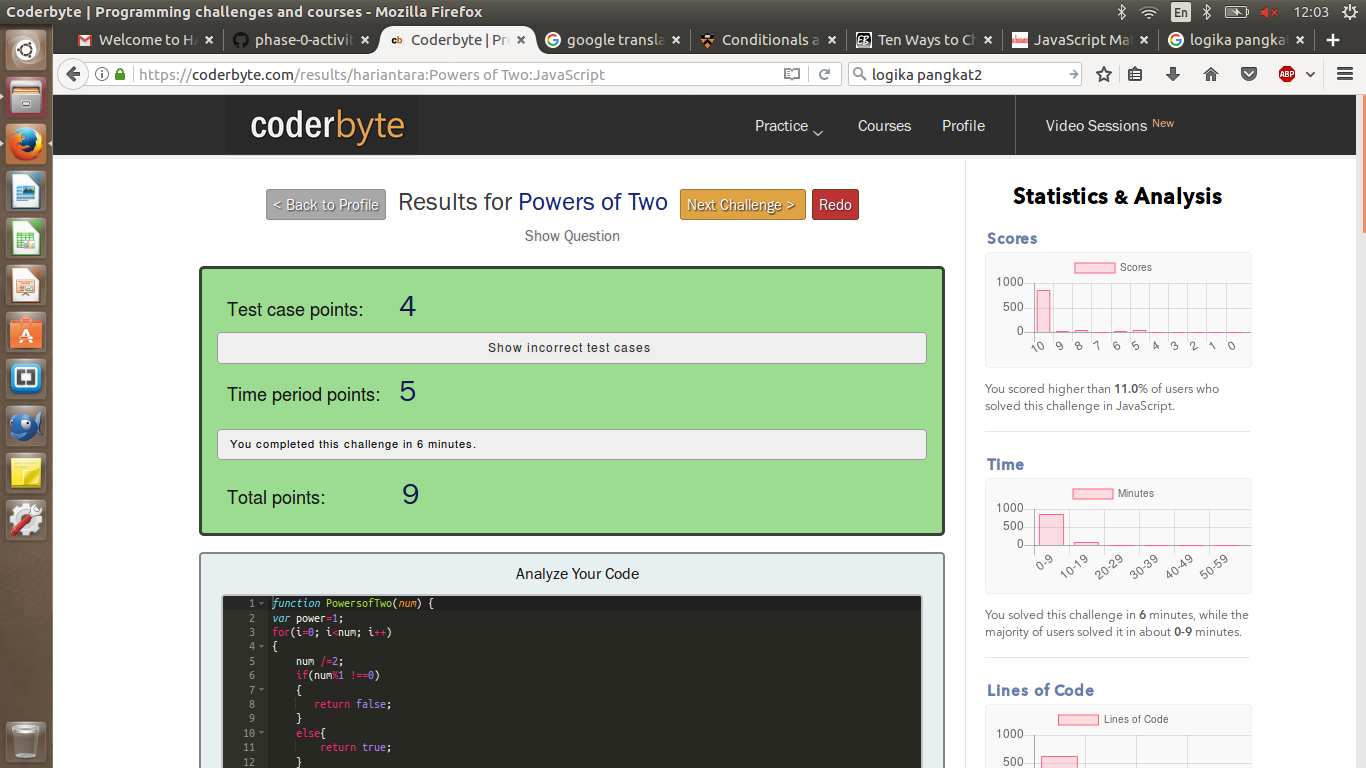 Coderbyte | Programming challenges and courses - Mozilla Firefox
En
12:03
Welcome to H
phase-0-activit
cb
Coderbyte | Pr
google transla
Conditionals a
Ten Ways to Ch
JavaScript Mat
logika pangkat
https://coderbyte.com/results/hariantara:Powers of Two:JavaScript
logika pangkat2
ABP
coderbyte
Practice
Courses
Profile
Video Sessions New
< Back to Profile
Results for Powers of Two
Next Challenge >
Redo
Show Question
Test case points: 4
Show incorrect test cases
Time period points: 5
You completed this challenge in 6 minutes.
Total points: 9
Analyze Your Code
1 function PowersofTwo(num) {
2 var power=1;
3 for(i=0; i<num; i++)
4 {
5 num /=2;
6 if(num%1 !==0)
7 {
8 return false;
9 }
10 else{
11 return true;
12 }
Statistics & Analysis
Scores
Scores
1000
500
0
10 9 8 7 6 5 4 3 2 1 0
You scored higher than 11.0% of users who
solved this challenge in JavaScript.
Time
Minutes
1000
500
0
0-9 10-19 20-29 30-39 40-49 50-59
You solved this challenge in 6 minutes, while the
majority of users solved it in about 0-9 minutes.
Lines of Code
Lines of Code
1000
500